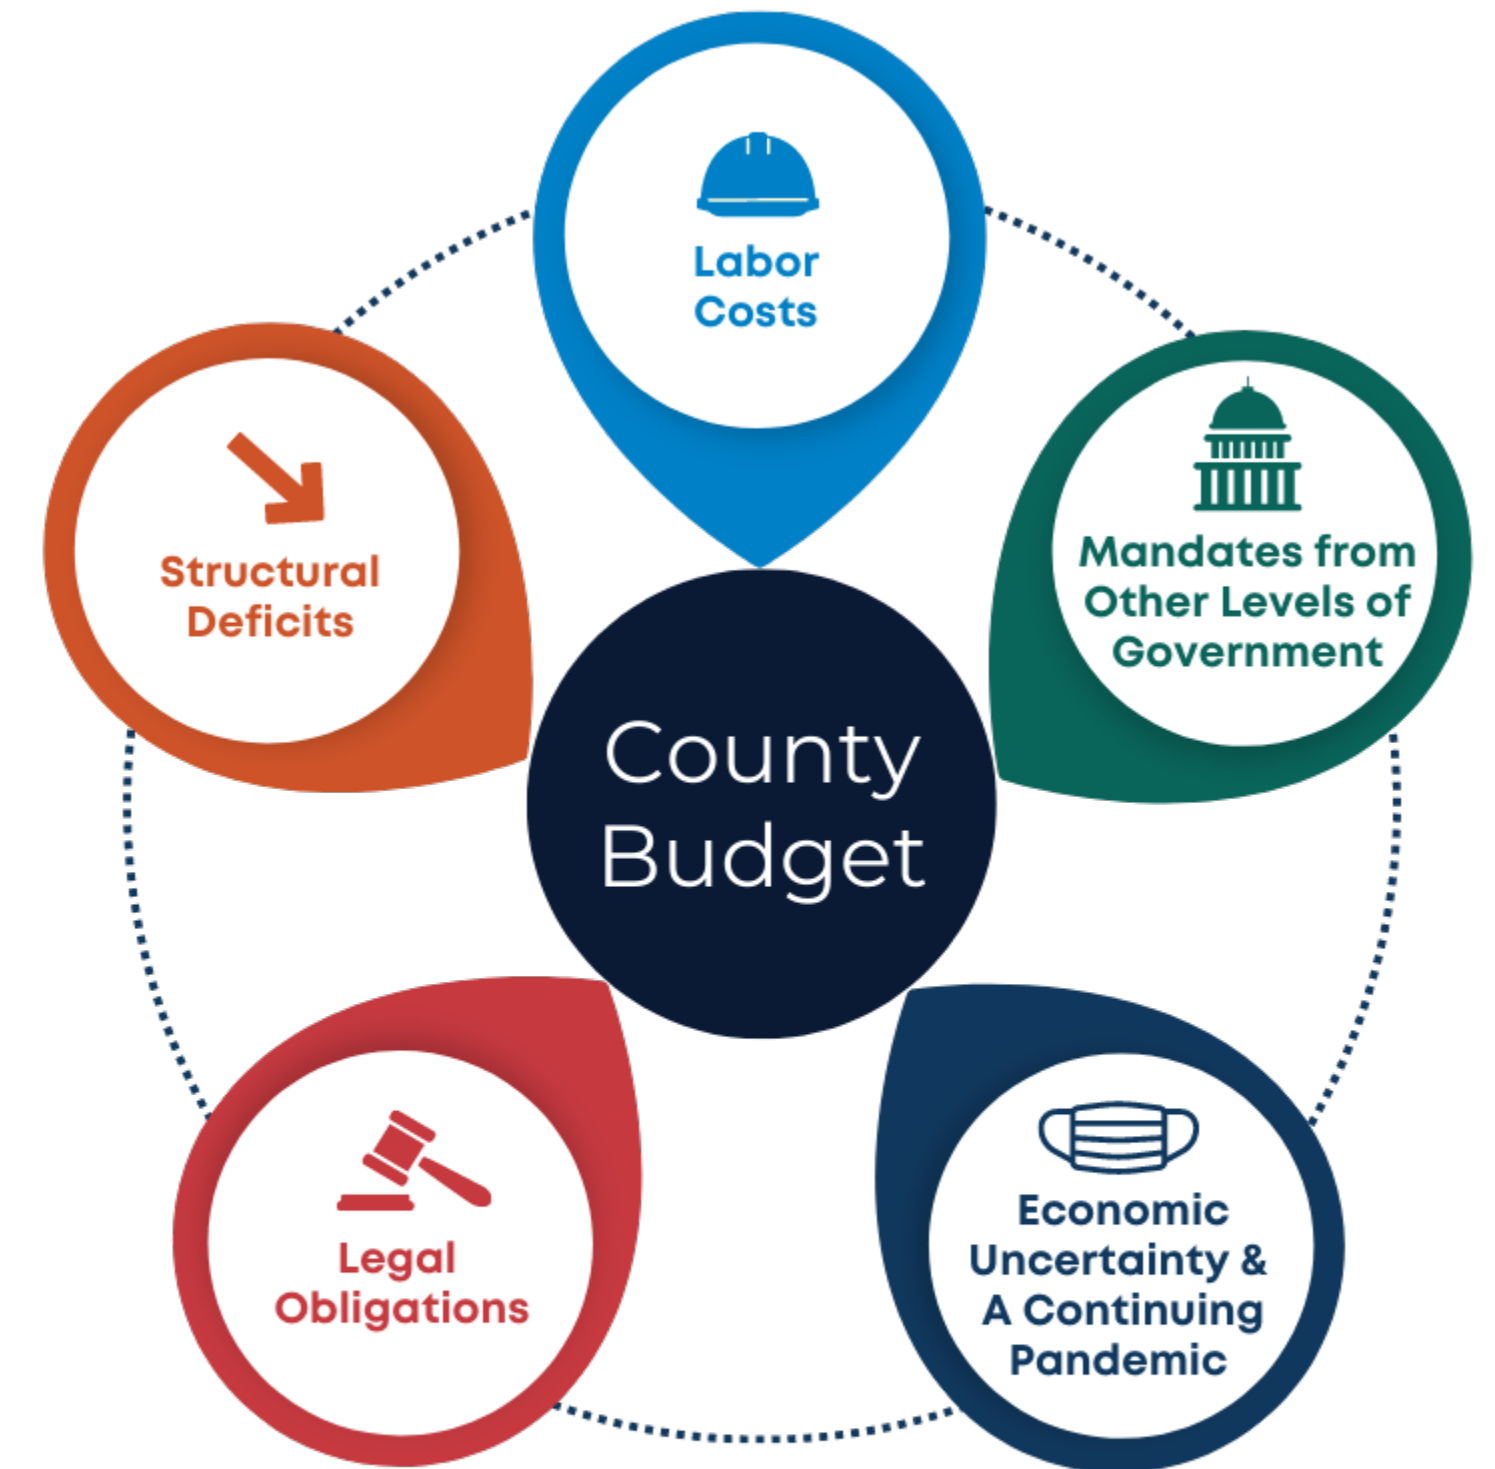 Labor
Costs
Mandates from
Other Levels of
Government
Structural
Deficits
County
Budget
Legal
Obligations
Economic
Uncertainty &
A Continuing
Pandemic